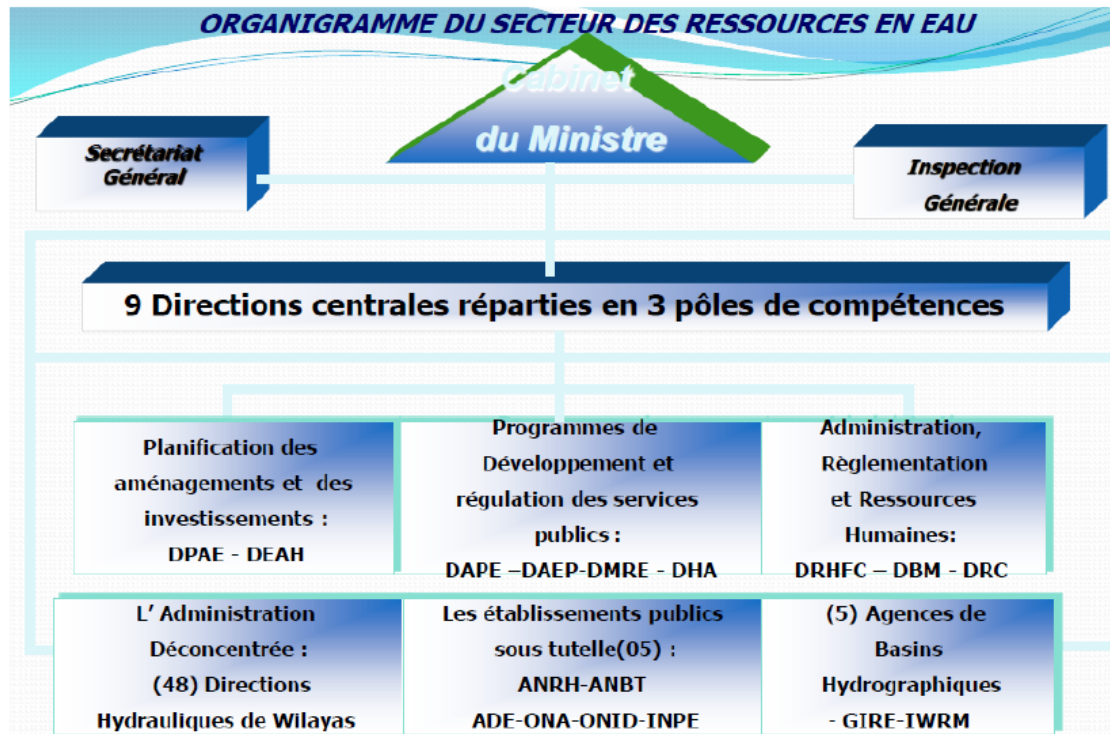 ORGANIGRAMME DU SECTEUR DES RESSOURCES EN EAU
Cabinet
du Ministre
Secrétariat
Général
Inspection
Générale
9 Directions centrales réparties en 3 pôles de compétences
Planification des
aménagements et des
investissements :
DPAE - DEAH
Programmes de
Développement et
régulation des services
publics :
DAPE –DAEP-DMRE - DHA
Administration,
Règlementation
et Ressources
Humaines:
DRHFC – DBM - DRC
L' Administration
Déconcentrée :
(48) Directions
Hydrauliques de Wilayas
Les établissements publics
sous tutelle(05) :
ANRH-ANBT
ADE-ONA-ONID-INPE
(5) Agences de
Basins
Hydrographiques
- GIRE-IWRM